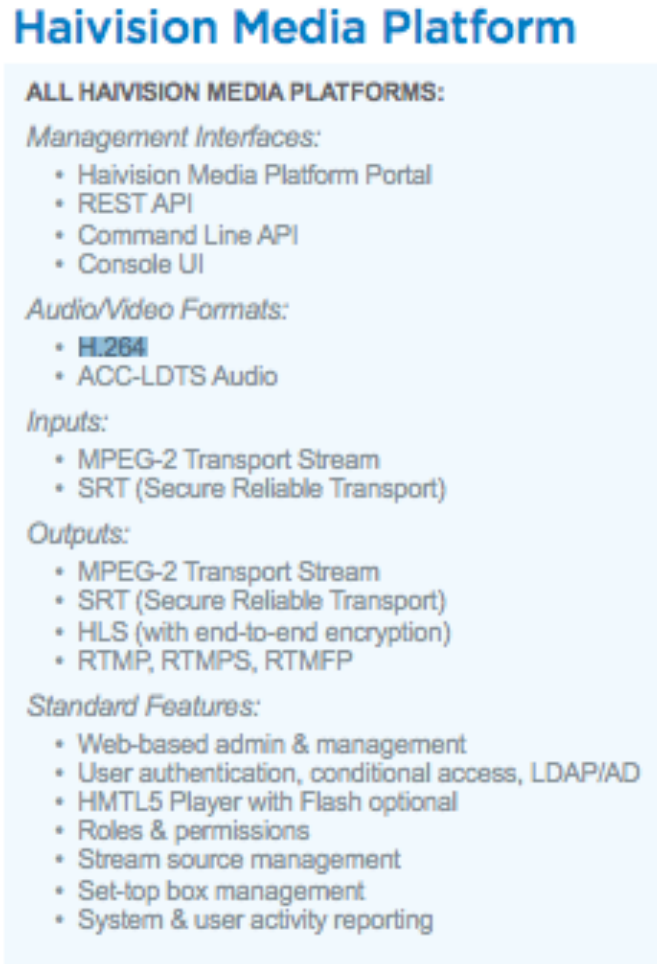 Haivision Media Platform
ALL HAIVISION MEDIA PLATFORMS:
Management Interfaces:
• Haivision Media Platform Portal
• REST API
• Command Line API
• Console UI
Audio/Video Formats:
• H.264
• ACC-LDTS Audio
Inputs:
• MPEG-2 Transport Stream
• SRT (Secure Reliable Transport)
Outputs:
• MPEG-2 Transport Stream
• SRT (Secure Reliable Transport)
• HLS (with end-to-end encryption)
• RTMP, RTMPS, RTMFP
Standard Features:
• Web-based admin & management
• User authentication, conditional access, LDAP/AD
• HMTL5 Player with Flash optional
• Roles & permissions
• Stream source management
• Set-top box management
• System & user activity reporting